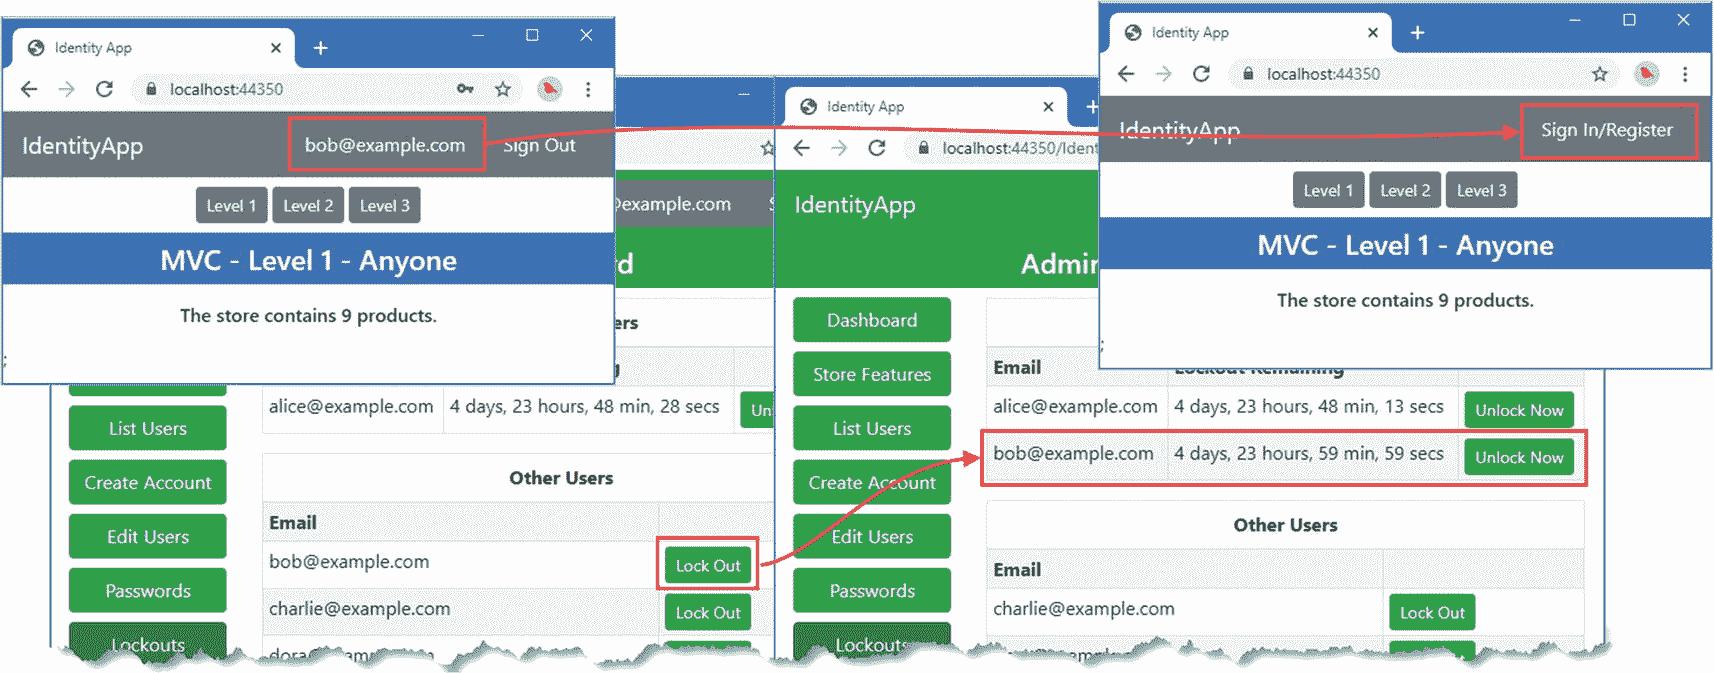 Identity App
localhost:44350
IdentityApp
bob@example.com
Sign Out
Level 1
Level 2
Level 3
MVC - Level 1 - Anyone
The store contains 9 products.
;
example.com
alice@example.com
4 days, 23 hours, 48 min, 28 secs
List Users
Create Account
Edit Users
Passwords
Lockouts
Other Users
Email
bob@example.com
Lock Out
charlie@example.com
Lock Out
Identity App
localhost:44350/Ident
IdentityApp
Admin
Dashboard
Store Features
List Users
Create Account
Edit Users
Passwords
Lockouts
Email
Lockout Remaining
alice@example.com
4 days, 23 hours, 48 min, 13 secs
Unlock Now
bob@example.com
4 days, 23 hours, 59 min, 59 secs
Unlock Now
Other Users
Email
charlie@example.com
Lock Out
Identity App
localhost:44350
IdentityApp
Sign In/Register
Level 1
Level 2
Level 3
MVC - Level 1 - Anyone
The store contains 9 products.
;